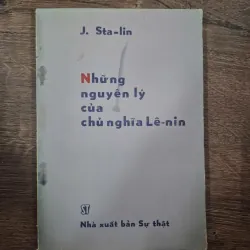 J. Sta-lin
Những
nguyên lý
của
chủ nghĩa Lê-nin
ST
Nhà xuất bản Sự thật